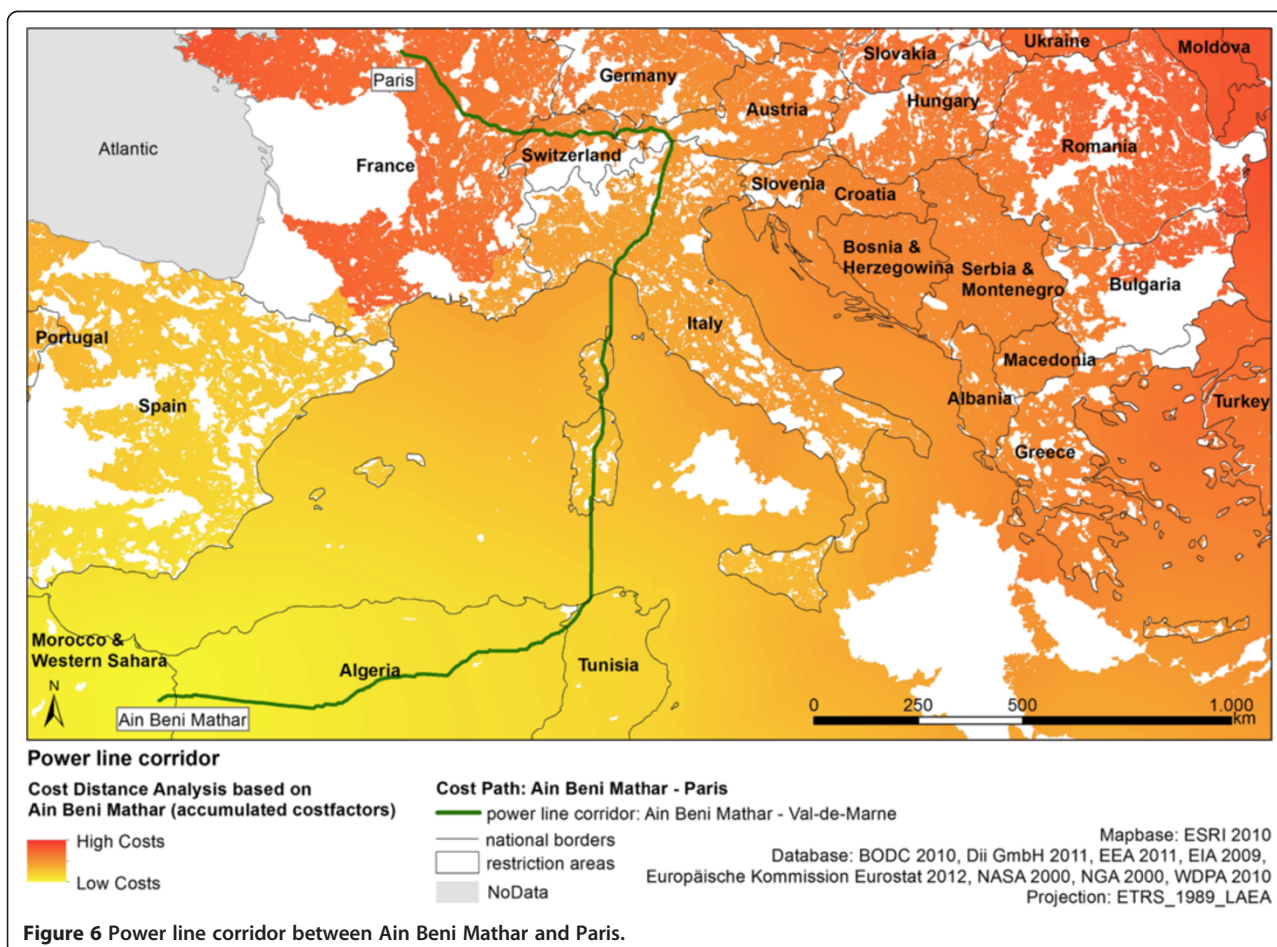 Atlantic
Paris
France
Germany
Switzerland
Austria
Slovakia
Hungary
Ukraine
Moldova
Romania
Slovenia
Croatia
Bosnia &
Herzegowina
Serbia &
Montenegro
Bulgaria
Portugal
Spain
Italy
Macedonia
Albania
Greece
Turkey
Morocco &
Western Sahara
Algeria
Tunisia
N
Ain Beni Mathar
0 250 500 1.000
km
Power line corridor
Cost Distance Analysis based on
Ain Beni Mathar (accumulated costfactors)
High Costs
Low Costs
Cost Path: Ain Beni Mathar - Paris
power line corridor: Ain Beni Mathar - Val-de-Marne
national borders
restriction areas
NoData
Mapbase: ESRI 2010
Database: BODC 2010, Dii GmbH 2011, EEA 2011, EIA 2009,
Europäische Kommission Eurostat 2012, NASA 2000, NGA 2000, WDPA 2010
Projection: ETRS_1989_LAEA
Figure 6 Power line corridor between Ain Beni Mathar and Paris.